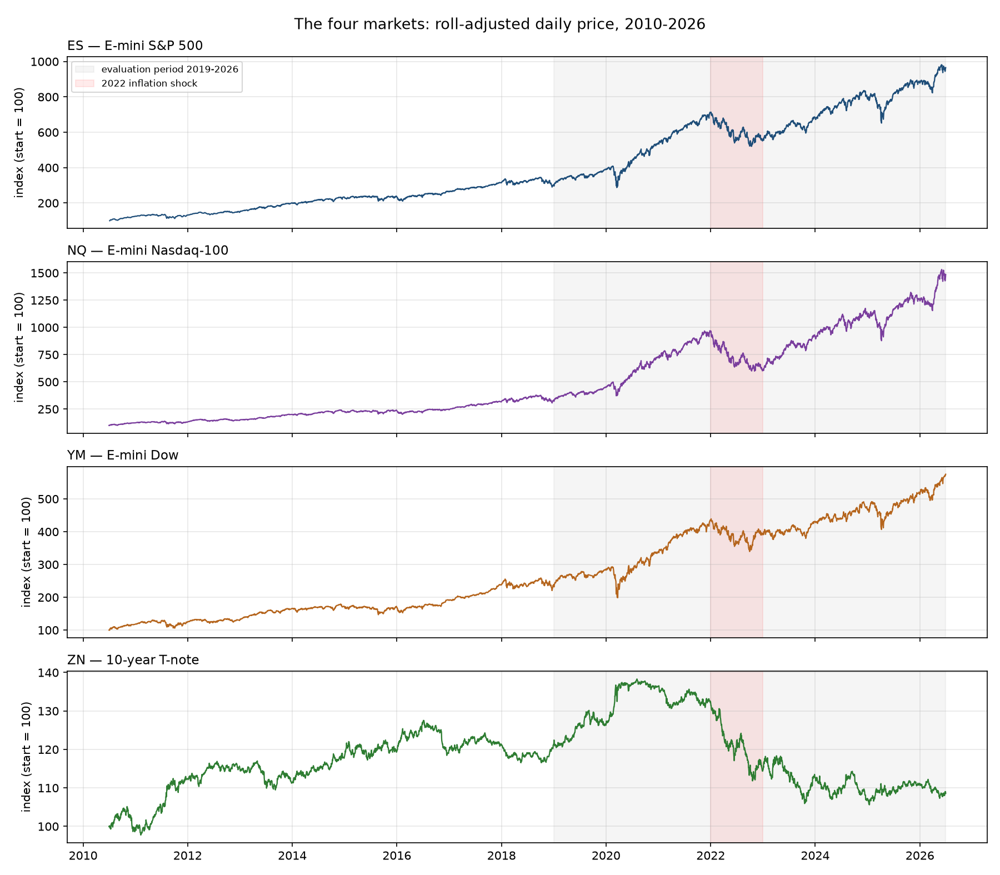 The four markets: roll-adjusted daily price, 2010-2026
ES — E-mini S&P 500
1000
800
600
400
200
index (start = 100)
evaluation period 2019-2026
2022 inflation shock
NQ — E-mini Nasdaq-100
1500
1250
1000
750
500
250
index (start = 100)
YM — E-mini Dow
500
400
300
200
100
index (start = 100)
ZN — 10-year T-note
140
130
120
110
100
index (start = 100)
2010 2012 2014 2016 2018 2020 2022 2024 2026